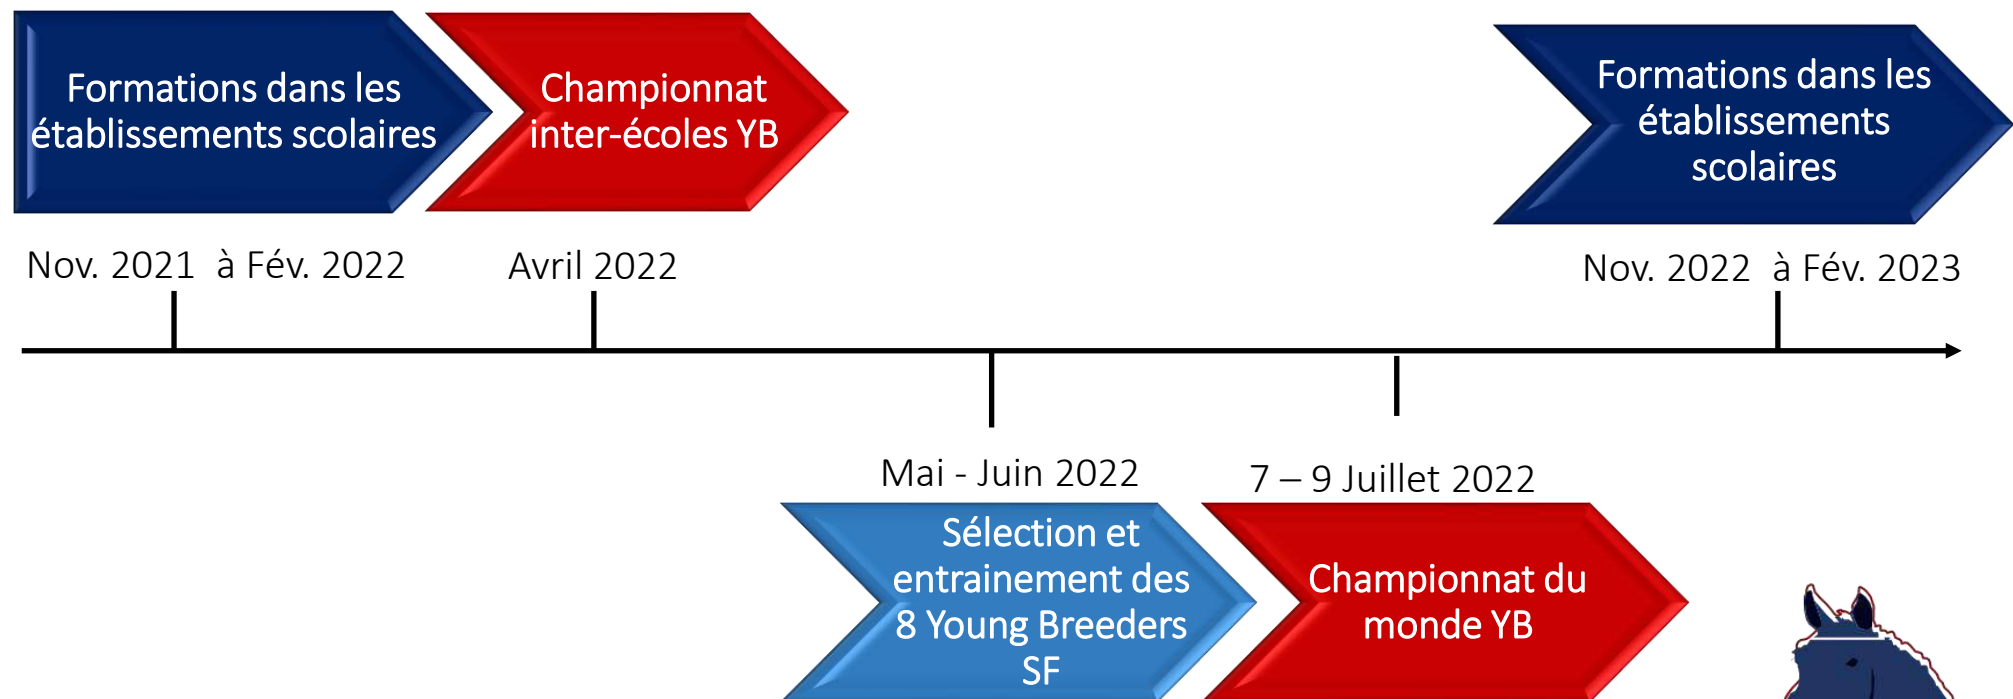 Formations dans les
établissements scolaires
Championnat
inter-écoles YB
Formations dans les
établissements
scolaires
Nov. 2021 à Fév. 2022
Avril 2022
Nov. 2022 à Fév. 2023
Mai - Juin 2022
7 – 9 Juillet 2022
Sélection et
entrainement des
8 Young Breeders
SF
Championnat du
monde YB